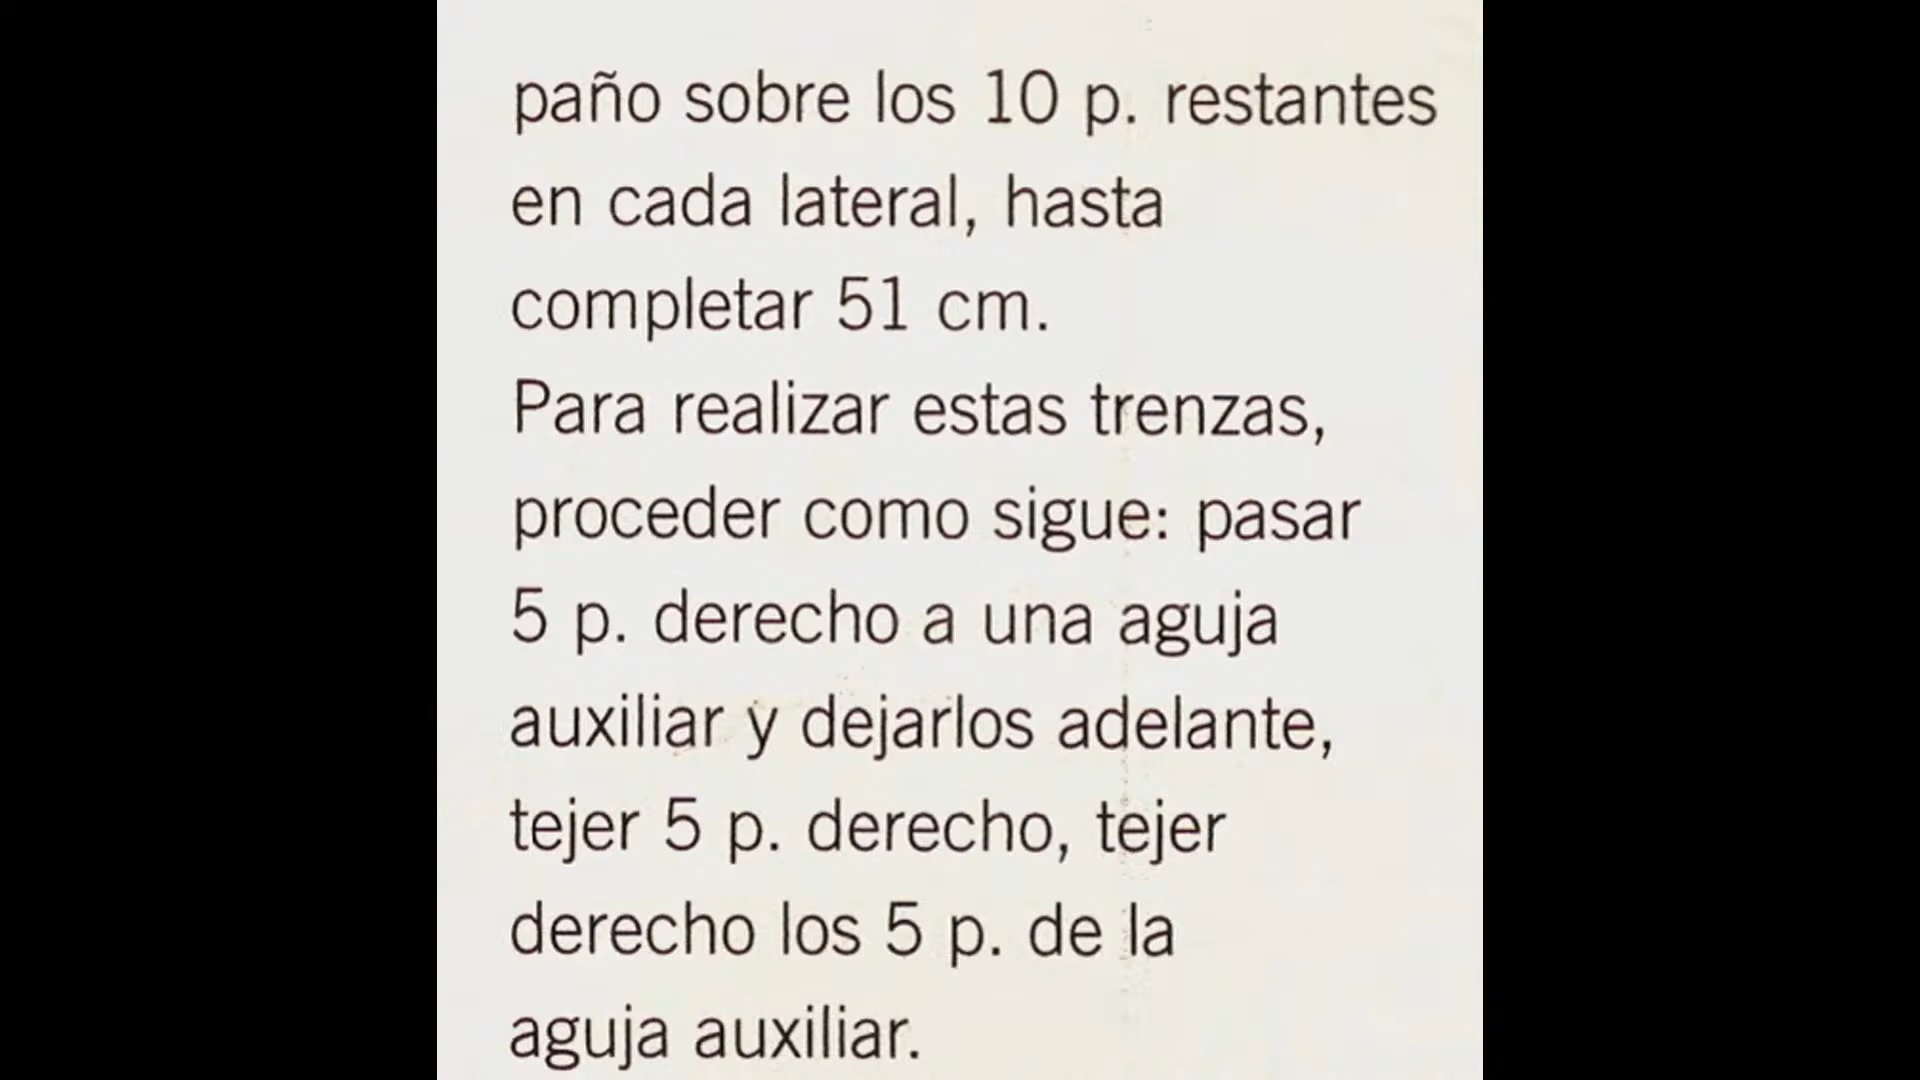 paño sobre los 10 p. restantes
en cada lateral, hasta
completar 51 cm.
Para realizar estas trenzas,
proceder como sigue: pasar
5 p. derecho a una aguja
auxiliar y dejarlos adelante,
tejer 5 p. derecho, tejer
derecho los 5 p. de la
aguja auxiliar.